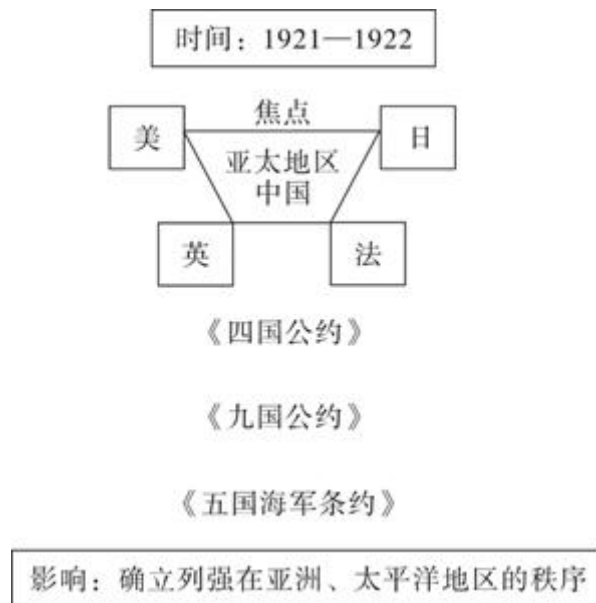 时间：1921—1922
焦点
美
日
亚太地区
中国
英
法
《四国公约》
《九国公约》
《五国海军条约》
影响：确立列强在亚洲、太平洋地区的秩序